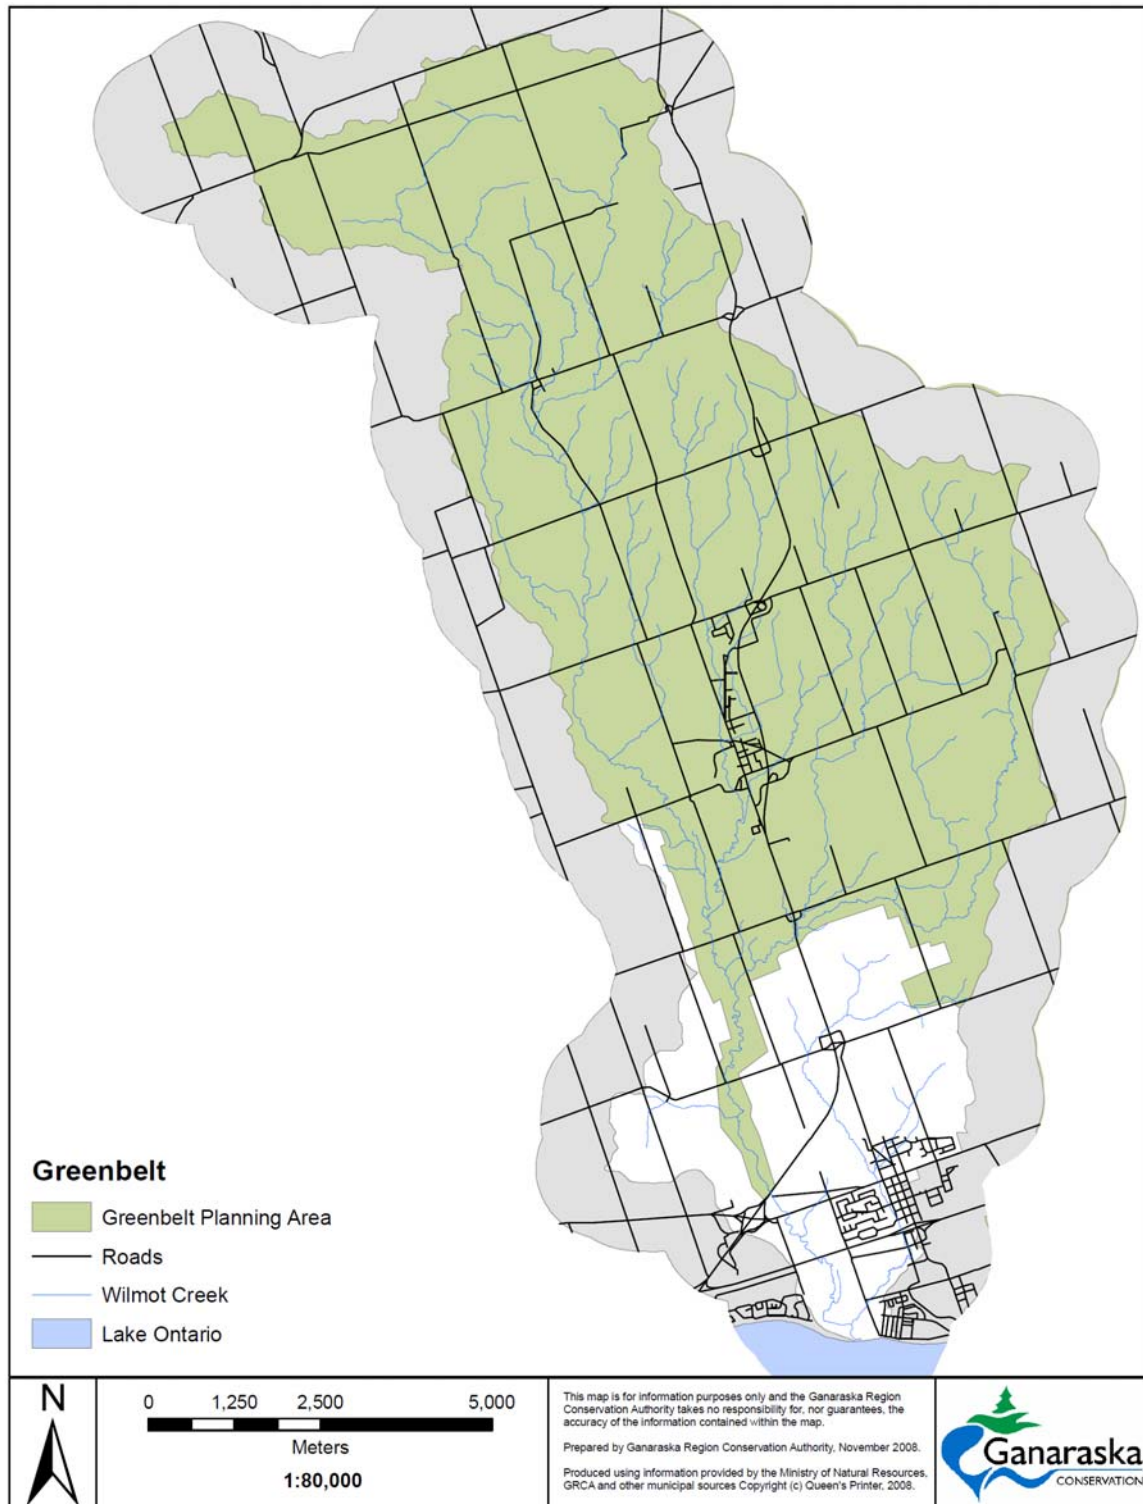 Greenbelt
Greenbelt Planning Area
Roads
Wilmot Creek
Lake Ontario
N
0 1,250 2,500 5,000
Meters
1:80,000
This map is for information purposes only and the Ganaraska Region
Conservation Authority takes no responsibility for, nor guarantees, the
accuracy of the information contained within the map.
Prepared by Ganaraska Region Conservation Authority, November 2008.
Produced using information provided by the Ministry of Natural Resources,
GRCA and other municipal sources Copyright (c) Queen's Printer, 2008.
Ganaraska
CONSERVATION